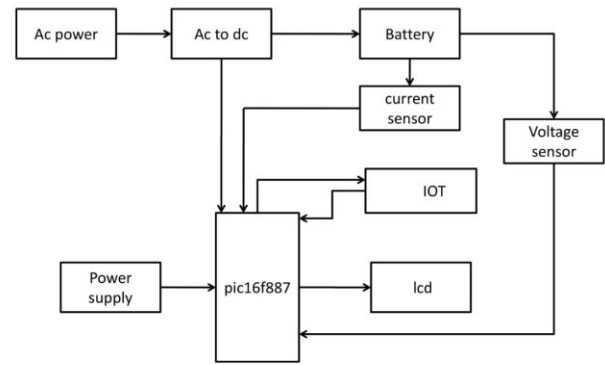 Ac power
Ac to dc
Battery
current
sensor
Voltage
sensor
IOT
Power
supply
pic16f887
lcd